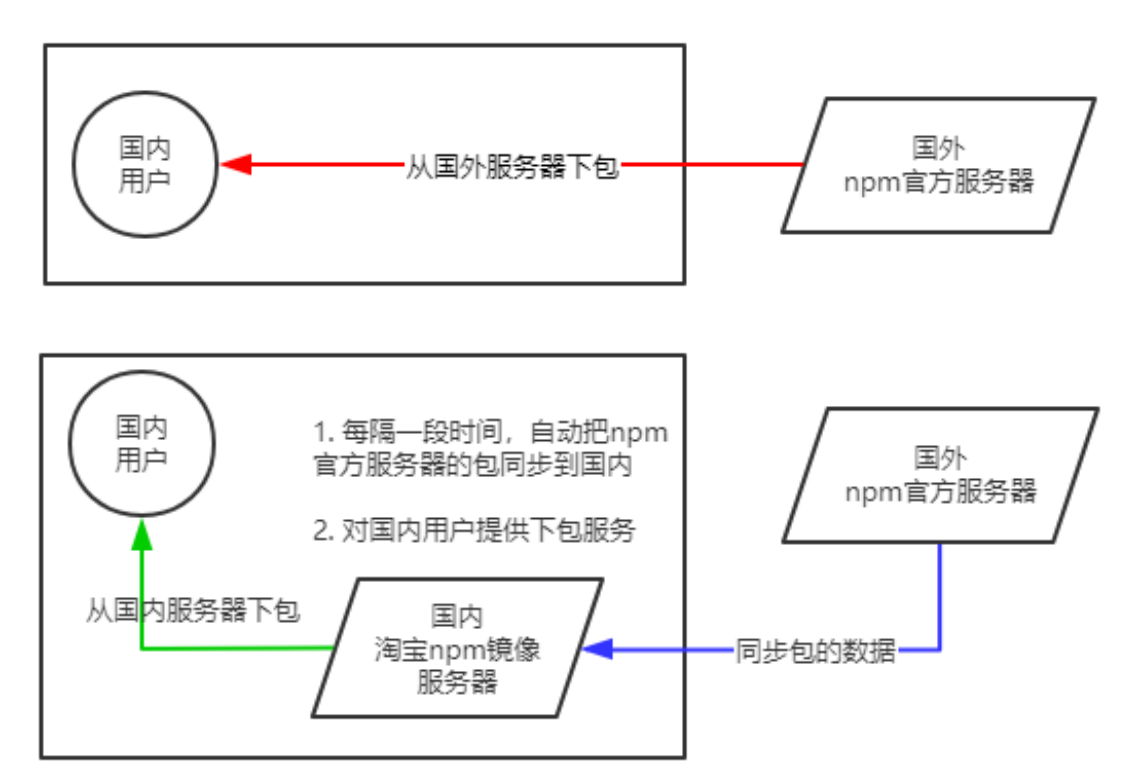 国内
用户
从国外服务器下包
国外
npm官方服务器
国内
用户
1. 每隔一段时间，自动把npm
官方服务器的包同步到国内
2. 对国内用户提供下包服务
国外
npm官方服务器
从国内服务器下包
国内
淘宝npm镜像
服务器
同步包的数据